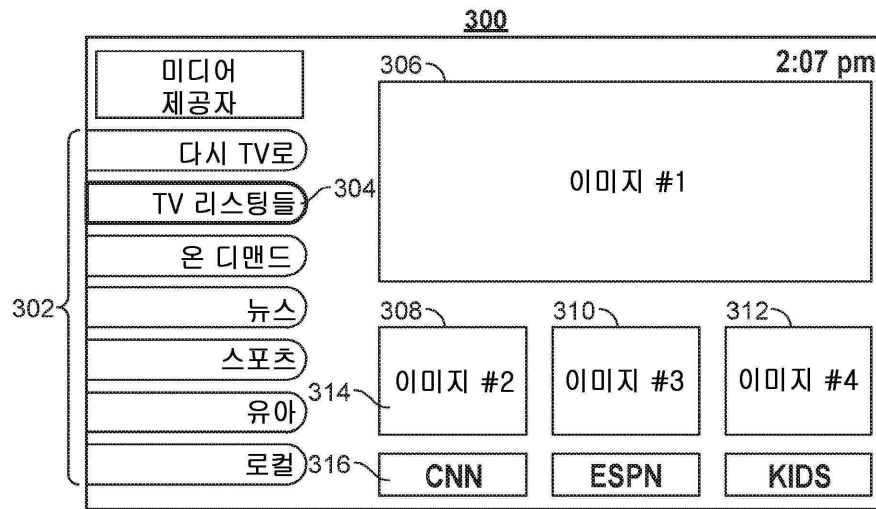 300
미디어
제공자
2:07 pm
306
다시 TV로
TV 리스팅들
304
온 디맨드
뉴스
스포츠
유아
로컬
302
이미지 #1
308
310
312
이미지 #2
이미지 #3
이미지 #4
314
316
CNN
ESPN
KIDS